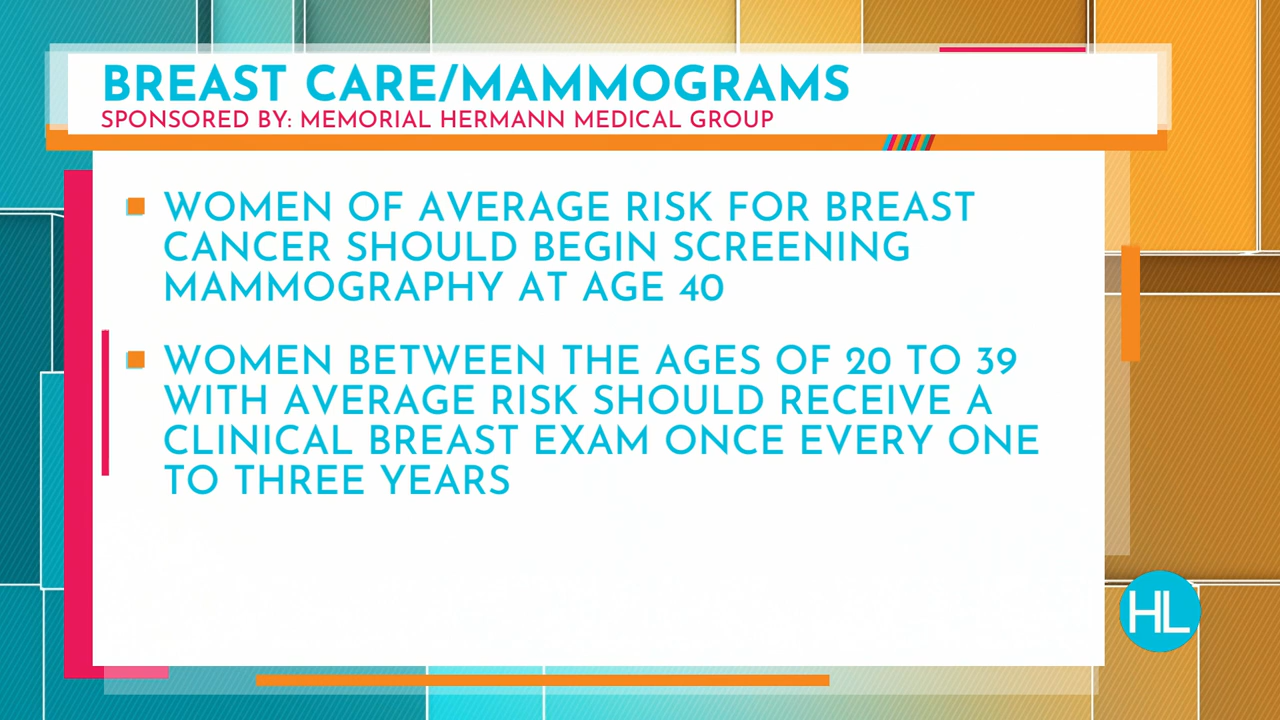 BREAST CARE/MAMMOGRAMS
SPONSORED BY: MEMORIAL HERMANN MEDICAL GROUP
WOMEN OF AVERAGE RISK FOR BREAST
CANCER SHOULD BEGIN SCREENING
MAMMOGRAPHY AT AGE 40
WOMEN BETWEEN THE AGES OF 20 TO 39
WITH AVERAGE RISK SHOULD RECEIVE A
CLINICAL BREAST EXAM ONCE EVERY ONE
TO THREE YEARS
HL